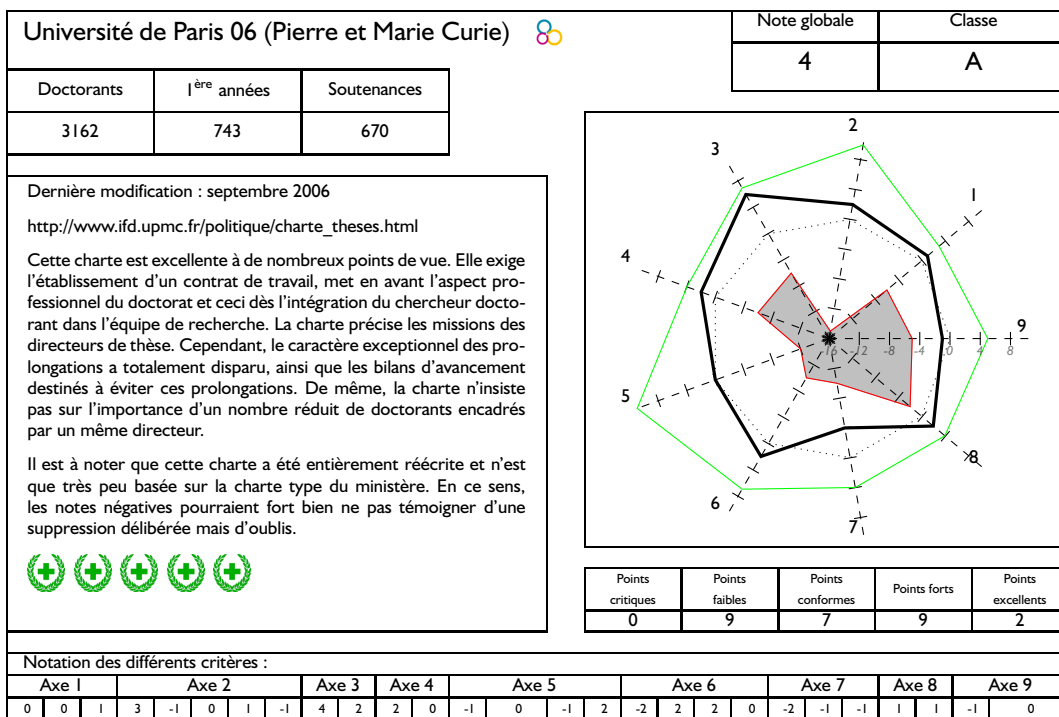 Université de Paris 06 (Pierre et Marie Curie)
Note globale Classe
4 A
Doctorants 1ère années Soutenances
3162 743 670
Dernière modification : septembre 2006
http://www.ifd.upmc.fr/politique/charte_theses.html
Cette charte est excellente à de nombreux points de vue. Elle exige
l'établissement d'un contrat de travail, met en avant l'aspect pro-
fessionnel du doctorat et ceci dès l'intégration du chercheur docto-
rant dans l'équipe de recherche. La charte précise les missions des
directeurs de thèse. Cependant, le caractère exceptionnel des pro-
longations a totalement disparu, ainsi que les bilans d'avancement
destinés à éviter ces prolongations. De même, la charte n'insiste
pas sur l'importance d'un nombre réduit de doctorants encadrés
par un même directeur.
Il est à noter que cette charte a été entièrement réécrite et n'est
que très peu basée sur la charte type du ministère. En ce sens,
les notes négatives pourraient fort bien ne pas témoigner d'une
suppression délibérée mais d'oublis.
2
3
1
4
9
-16 -12 -8 -4 0 4 8
5
8
6
7
Points critiques Points faibles Points conformes Points forts Points excellents
0 9 7 9 2
Notation des différents critères :
Axe 1 Axe 2 Axe 3 Axe 4 Axe 5 Axe 6 Axe 7 Axe 8 Axe 9
0 0 1 3 -1 0 1 -1 4 2 2 0 -1 0 -1 2 -2 2 2 0 -2 -1 -1 1 1 -1 0